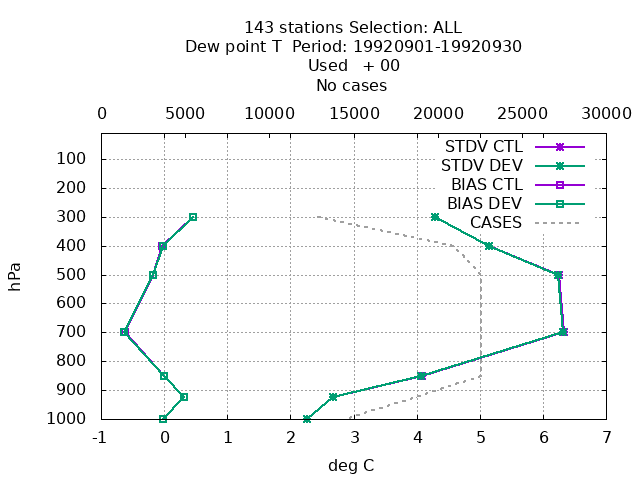 143 stations Selection: ALL
Dew point T  Period: 19920901-19920930
Used   + 00
No cases
1000 5000 10000 15000 20000 25000 30000
STDV CTL
STDV DEV
BIAS CTL
BIAS DEV
CASES
100
200
300
400
500
600
700
800
900
1000
hPa
-1 0 1 2 3 4 5 6 7
deg C